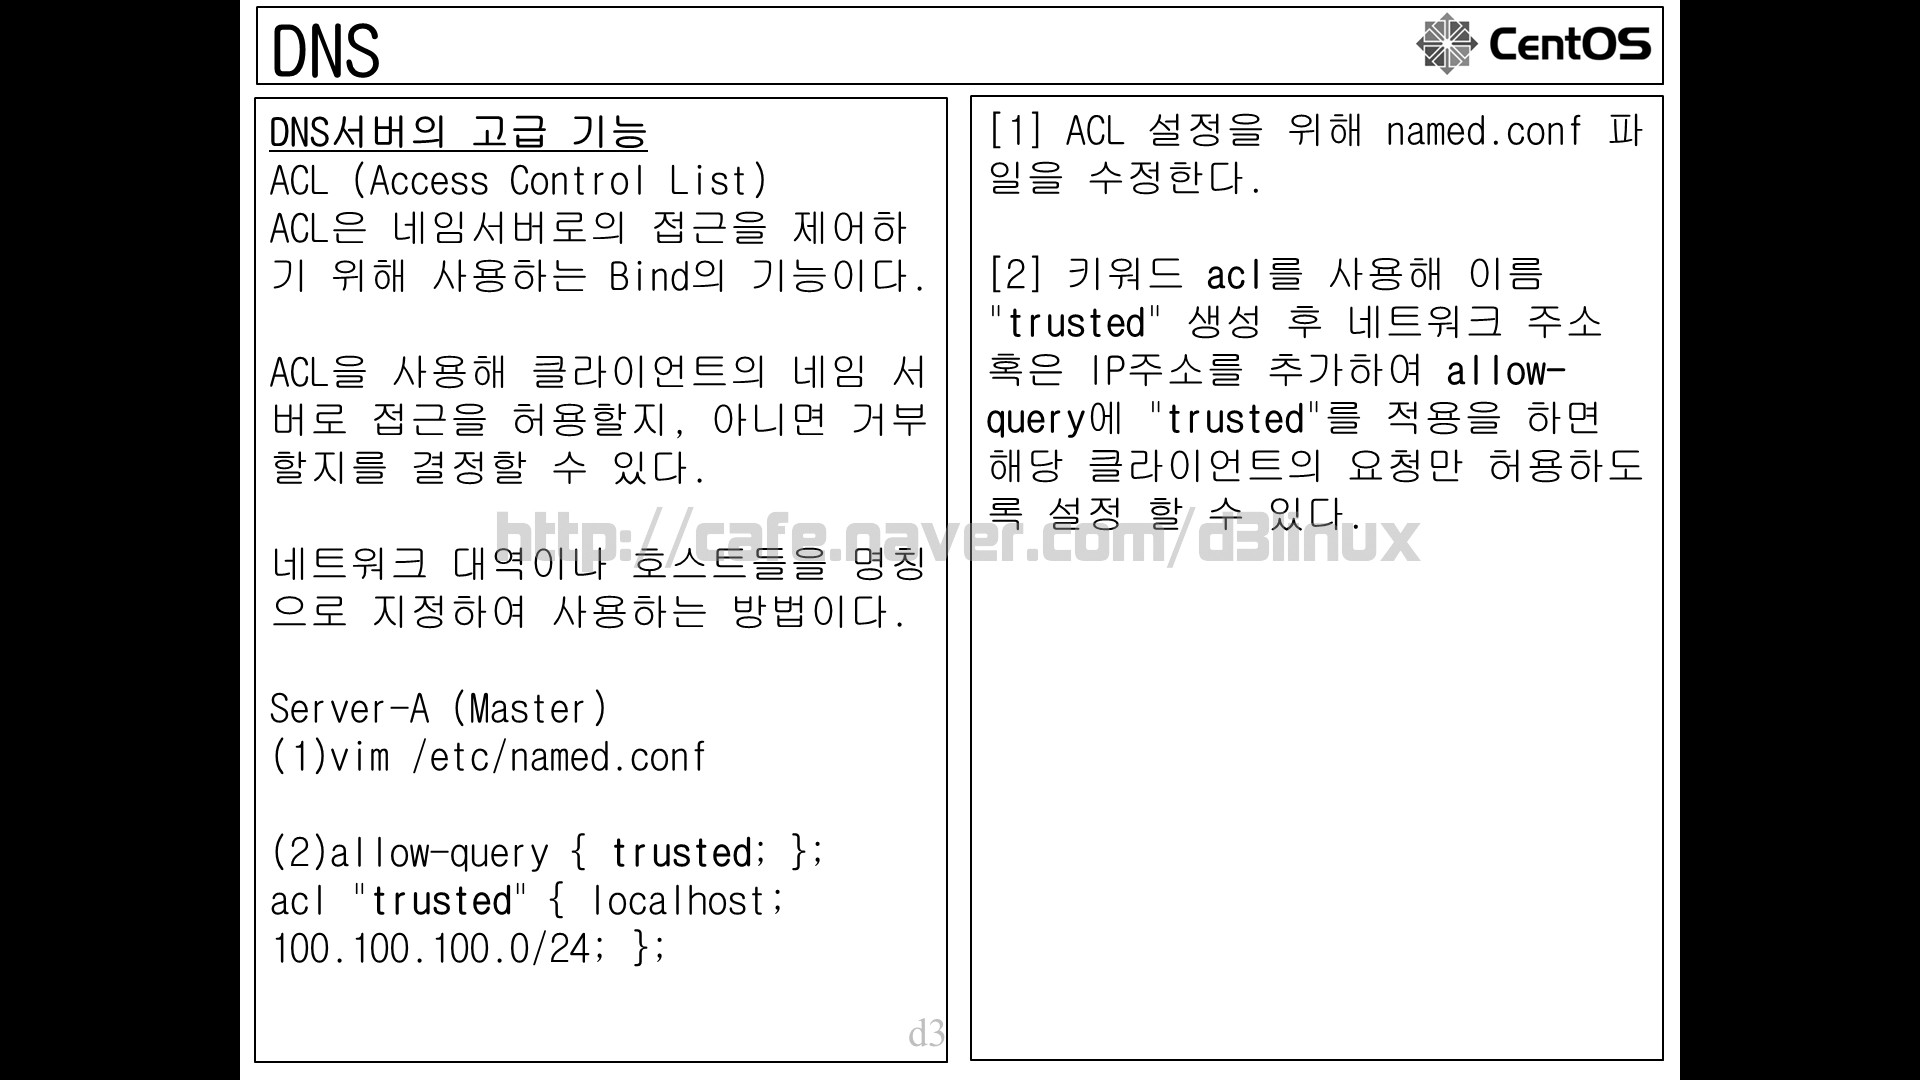 DNS
CentOS
DNS서버의 고급 기능
ACL (Access Control List)
ACL은 네임서버로의 접근을 제어하
기 위해 사용하는 Bind의 기능이다.
ACL을 사용해 클라이언트의 네임 서
버로 접근을 허용할지, 아니면 거부
할지를 결정할 수 있다.
네트워크 대역이나 호스트들을 명칭
으로 지정하여 사용하는 방법이다.
Server-A (Master)
(1)vim /etc/named.conf
(2)allow-query { trusted; };
acl "trusted" { localhost;
100.100.100.0/24; };
d3
[1] ACL 설정을 위해 named.conf 파
일을 수정한다.
[2] 키워드 acl를 사용해 이름
"trusted" 생성 후 네트워크 주소
혹은 IP주소를 추가하여 allow-
query에 "trusted"를 적용을 하면
해당 클라이언트의 요청만 허용하도
록 설정 할 수 있다.
http://cafe.naver.com/d3linux